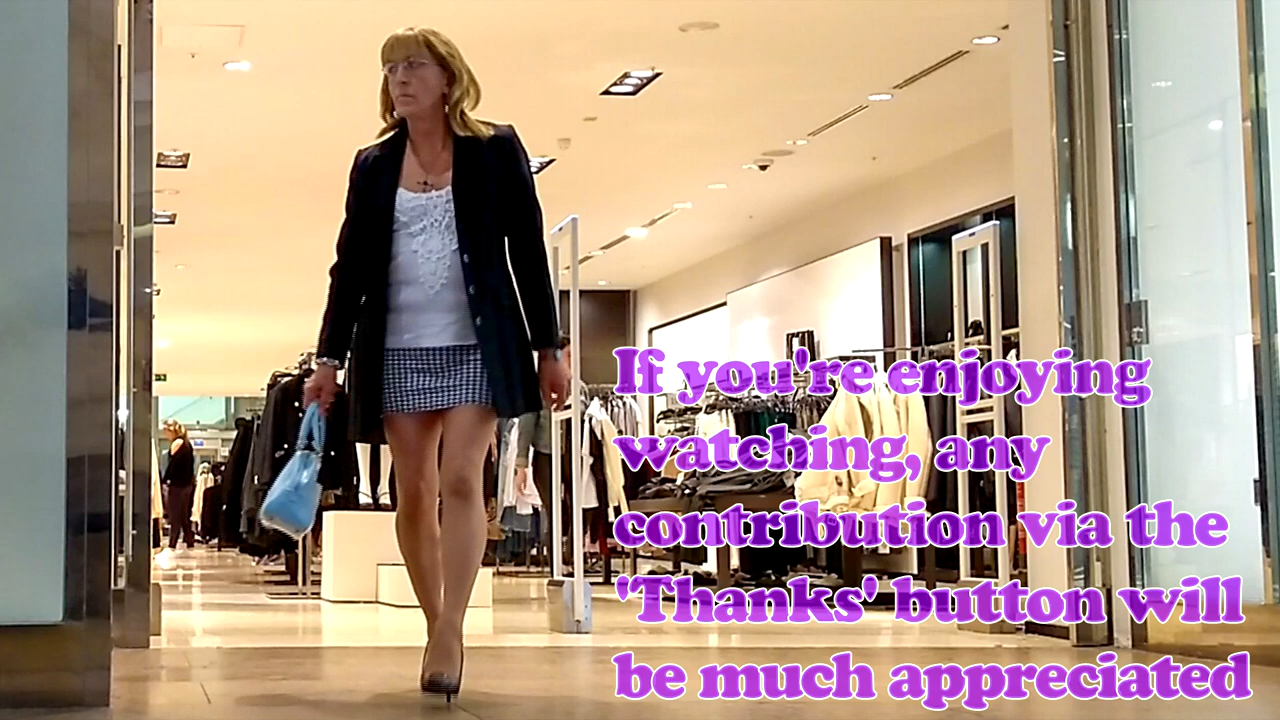 If you're enjoying
watching, any
contribution via the
'Thanks' button will
be much appreciated